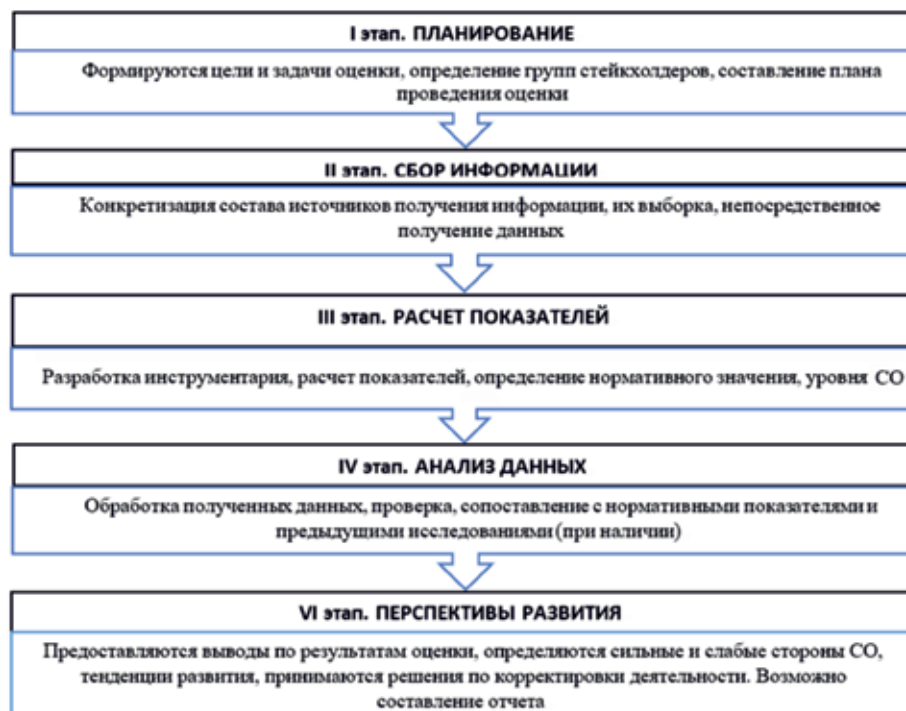 I этап. ПЛАНИРОВАНИЕ
Формируются цели и задачи оценки, определение групп стейкхолдеров, составление плана
проведения оценки
II этап. СБОР ИНФОРМАЦИИ
Конкретизация состава источников получения информации, их выборка, непосредственное
получение данных
III этап. РАСЧЕТ ПОКАЗАТЕЛЕЙ
Разработка инструментария, расчет показателей, определение нормативного значения, уровня СО
IV этап. АНАЛИЗ ДАННЫХ
Обработка полученных данных, проверка, сопоставление с нормативными показателями и
предыдущими исследованиями (при наличии)
VI этап. ПЕРСПЕКТИВЫ РАЗВИТИЯ
Предоставляются выводы по результатам оценки, определяются сильные и слабые стороны СО,
тенденции развития, принимаются решения по корректировки деятельности. Возможно
составление отчета